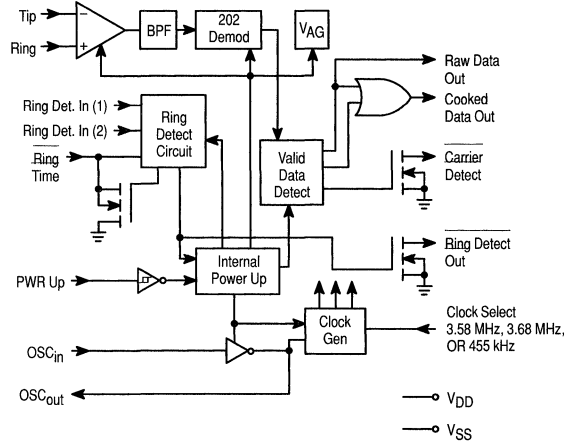 Tip
−
BPF
202
Demod
VAG
Ring
+
Raw Data
Out
Cooked
Data Out
Ring Det. In (1)
Ring Det. In (2)
Ring
Detect
Circuit
Ring
Time
Valid
Data
Detect
Carrier
Detect
Internal
Power Up
Ring Detect
Out
PWR Up
Clock
Gen
Clock Select
3.58 MHz, 3.68 MHz,
OR 455 kHz
OSCin
OSCout
VDD
VSS